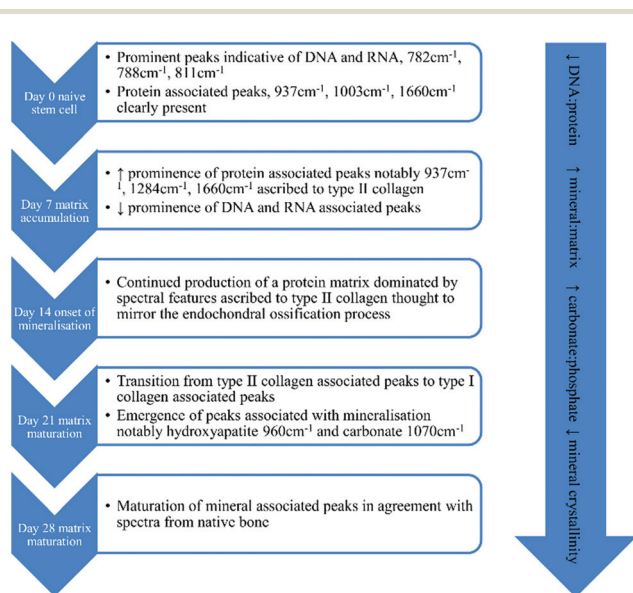 Day 0 naive
stem cell
• Prominent peaks indicative of DNA and RNA, 782cm⁻¹,
788cm⁻¹, 811cm⁻¹
• Protein associated peaks, 937cm⁻¹, 1003cm⁻¹, 1660cm⁻¹
clearly present
Day 7 matrix
accumulation
• ↑ prominence of protein associated peaks notably 937cm⁻
¹, 1284cm⁻¹, 1660cm⁻¹ ascribed to type II collagen
• ↓ prominence of DNA and RNA associated peaks
Day 14 onset of
mineralisation
• Continued production of a protein matrix dominated by
spectral features ascribed to type II collagen thought to
mirror the endochondral ossification process
Day 21 matrix
maturation
• Transition from type II collagen associated peaks to type I
collagen associated peaks
• Emergence of peaks associated with mineralisation
notably hydroxyapatite 960cm⁻¹ and carbonate 1070cm⁻¹
Day 28 matrix
maturation
• Maturation of mineral associated peaks in agreement with
spectra from native bone
↓ DNA:protein ↑ mineral:matrix ↑ carbonate:phosphate ↓ mineral crystallinity